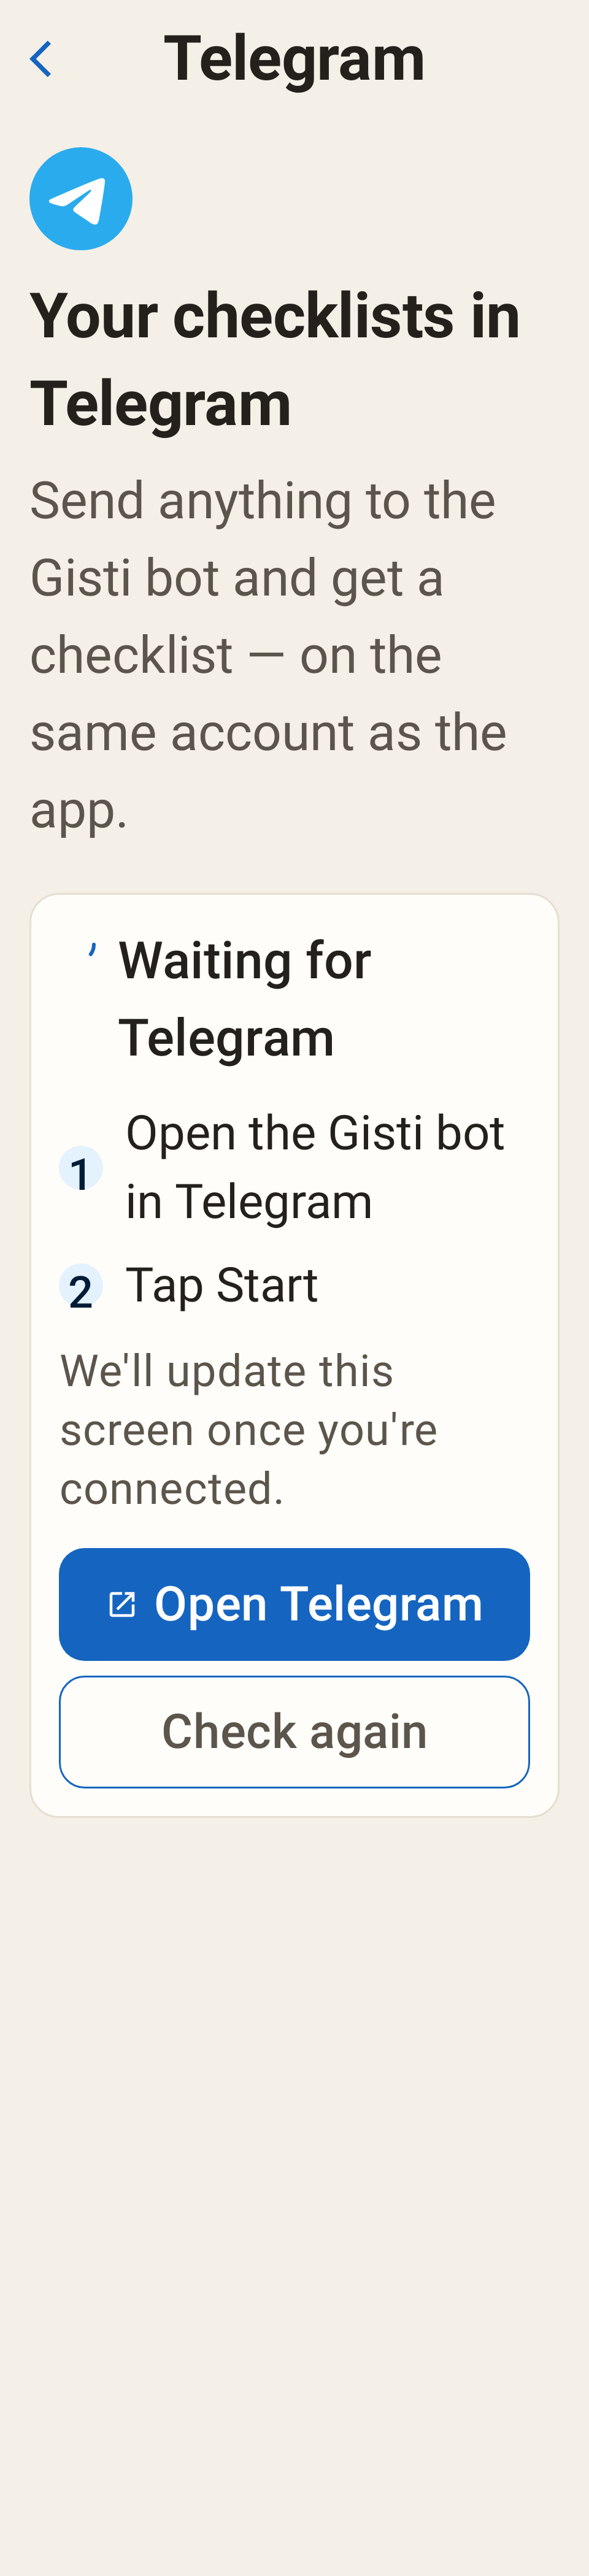 Telegram
Your checklists in
Telegram
Send anything to the
Gisti bot and get a
checklist — on the
same account as the
app.
Waiting for
Telegram
1 Open the Gisti bot
in Telegram
2 Tap Start
We'll update this
screen once you're
connected.
Open Telegram
Check again